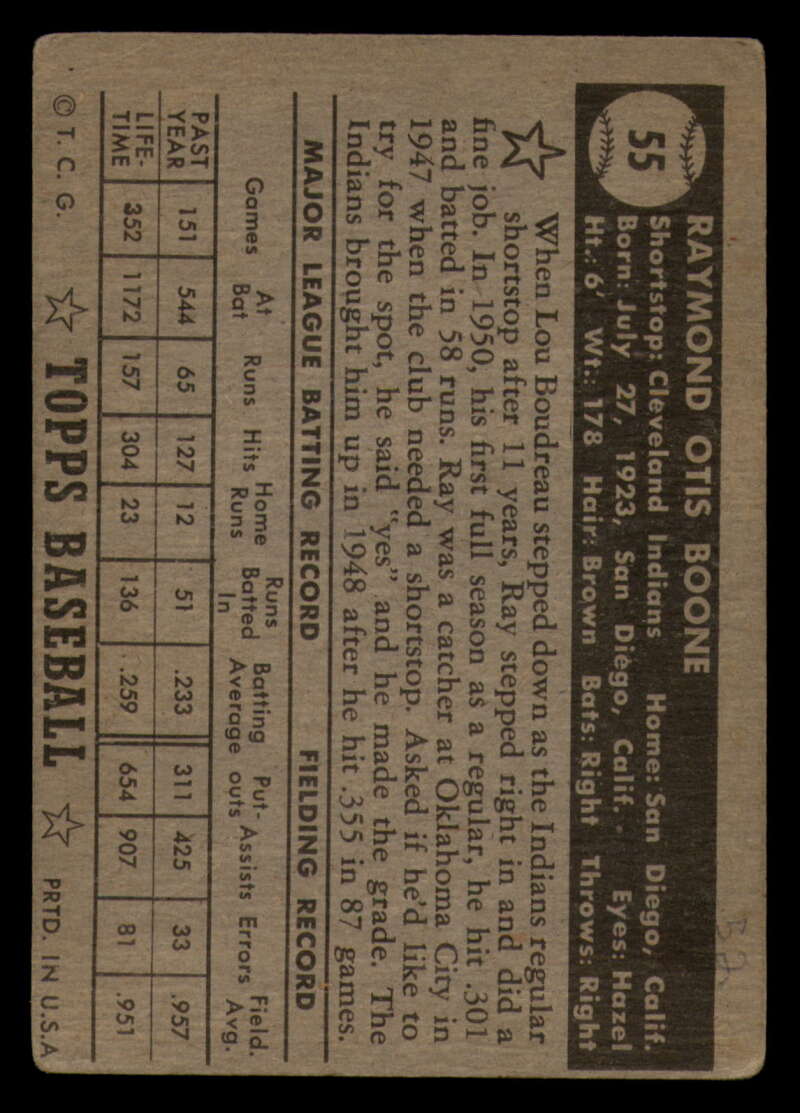 55
RAYMOND OTIS BOONE
Shortstop: Cleveland Indians Home: San Diego, Calif.
Born: July 27, 1923, San Diego, Calif. Eyes: Hazel
Ht.: 6' Wt.: 178 Hair: Brown Bats: Right Throws: Right
52
When Lou Boudreau stepped down as the Indians regular
shortstop after 11 years, Ray stepped right in and did a
fine job. In 1950, his first full season as a regular, he hit .301
and batted in 58 runs. Ray was a catcher at Oklahoma City in
1947 when the club needed a shortstop. Asked if he'd like to
try for the spot, he said "yes" and he made the grade. The
Indians brought him up in 1948 after he hit .355 in 87 games.
MAJOR LEAGUE BATTING RECORD FIELDING RECORD
Games At Bat Runs Hits Home Runs Runs Batted In Batting Average Put-outs Assists Errors Field. Avg.
PAST YEAR 151 544 65 127 12 51 .233 311 425 33 .957
LIFE-TIME 352 1172 157 304 23 136 .259 654 907 81 .951
© T. C. G. TOPPS BASEBALL PRTD. IN U.S.A